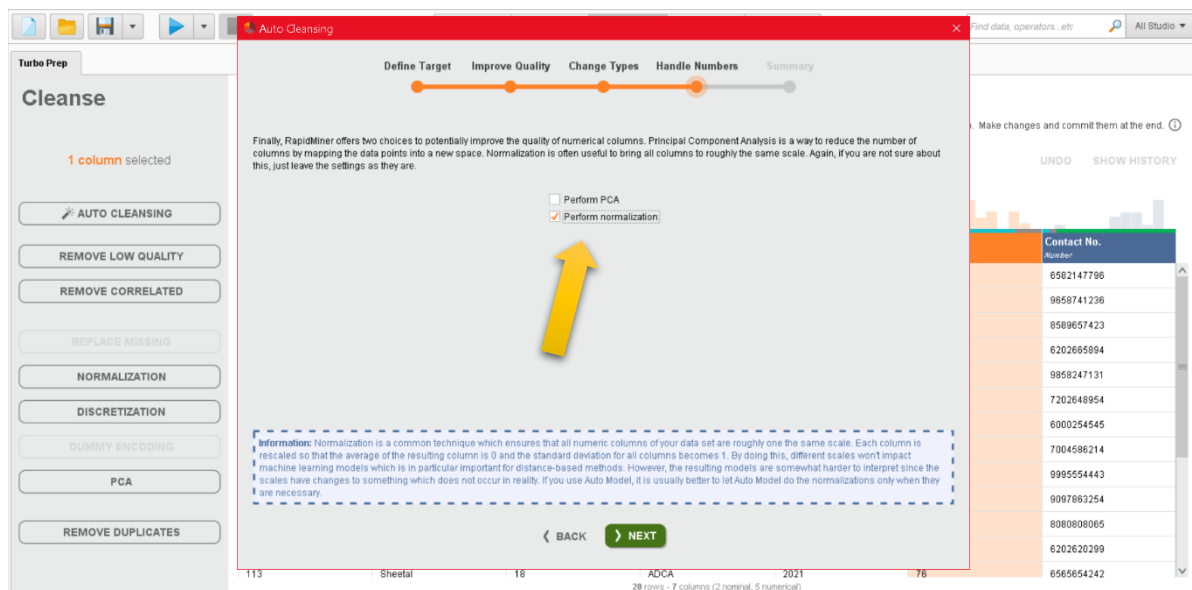 Auto Cleansing
Find data, operators...etc
All Studio
Turbo Prep
Cleanse
1 column selected
AUTO CLEANSING
REMOVE LOW QUALITY
REMOVE CORRELATED
REPLACE MISSING
NORMALIZATION
DISCRETIZATION
DUMMY ENCODING
PCA
REMOVE DUPLICATES
Define Target Improve Quality Change Types Handle Numbers Summary
Finally, RapidMiner offers two choices to potentially improve the quality of numerical columns. Principal Component Analysis is a way to reduce the number of
columns by mapping the data points into a new space. Normalization is often useful to bring all columns to roughly the same scale. Again, if you are not sure about
this, just leave the settings as they are.
Perform PCA
Perform normalization
Information: Normalization is a common technique which ensures that all numeric columns of your data set are roughly one the same scale. Each column is
rescaled so that the average of the resulting column is 0 and the standard deviation for all columns becomes 1. By doing this, different scales won't impact
machine learning models which is in particular important for distance-based methods. However, the resulting models are somewhat harder to interpret since the
scales have changes to something which does not occur in reality. If you use Auto Model, it is usually better to let Auto Model do the normalizations only when they
are necessary.
BACK NEXT
Make changes and commit them at the end.
UNDO SHOW HISTORY
Contact No.
Number
6582147796
9658741236
8589657423
6202665894
9858247131
7202648954
6000254545
7004586214
9995554443
9097863254
8080808065
6202620299
113 Sheetal 18 ADCA 2021 76 6565654242
20 rows - 7 columns (2 nominal, 5 numerical)